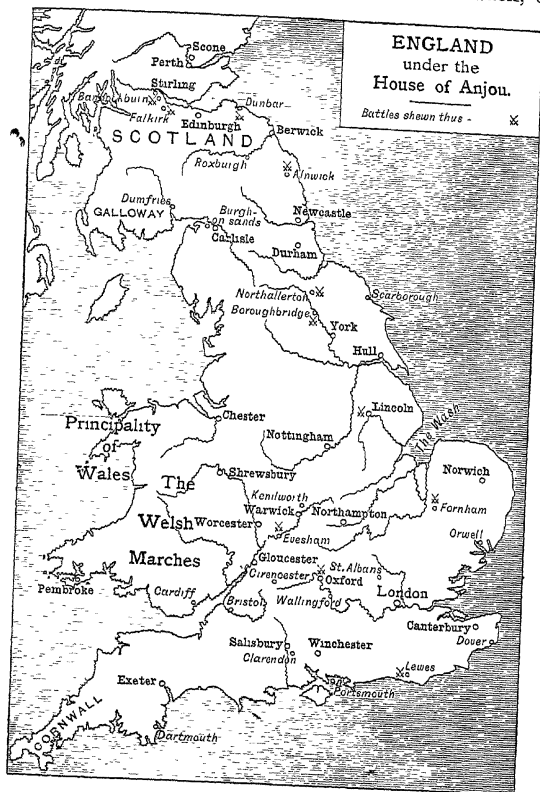 ENGLAND
under the
House of Anjou.
Battles shewn thus -
Scone
Perth
Stirling
Bannockburn
Dunbar
Falkirk
Edinburgh
Berwick
SCOTLAND
Roxburgh
Alnwick
Dumfries
GALLOWAY
Burgh-
on sands
Newcastle
Carlisle
Durham
Northallerton
Scarborough
Boroughbridge
York
Hull
Lincoln
Chester
The Wash
Principality
of
Wales
Nottingham
Norwich
The
Shrewsbury
Kenilworth
Warwick
Northampton
Fornham
Welsh
Worcester
Evesham
Orwell
Marches
Gloucester
Cirencester
St. Albans
Oxford
Pembroke
Cardiff
London
Bristol
Wallingford
Canterbury
Dover
Salisbury
Winchester
Clarendon
Lewes
Exeter
Portsmouth
CORNWALL
Dartmouth